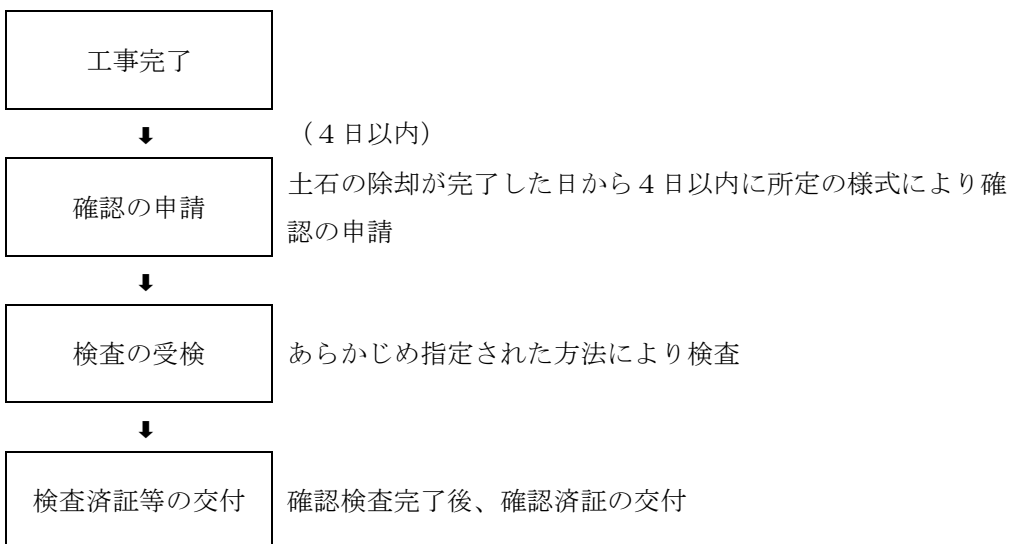 工事完了
⬇ （４日以内）
確認の申請
土石の除却が完了した日から４日以内に所定の様式により確
認の申請
⬇
検査の受検
あらかじめ指定された方法により検査
⬇
検査済証等の交付
確認検査完了後、確認済証の交付